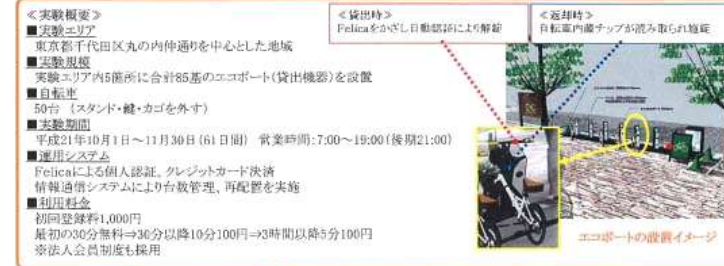 ≪実験概要≫
■実験エリア
東京都千代田区丸の内仲通りを中心とした地域
■実験規模
実験エリア内5箇所に合計85基のエコポート(貸出機器)を設置
■自転車
50台 (スタンド・鍵・カゴを外す)
■実験期間
平成21年10月1日～11月30日(61日間) 営業時間:7:00～19:00(後期21:00)
■運用システム
Felicaによる個人認証、クレジットカード決済
情報通信システムにより台数管理、再配置を実施
■利用料金
初回登録料1,000円
最初の30分無料⇒30分以降10分100円⇒3時間以降5分100円
※法人会員制度も採用
≪貸出時≫
Felicaをかざし自動認証により解錠
≪返却時≫
自転車内蔵チップが読み取られ施錠
エコポートの設置イメージ